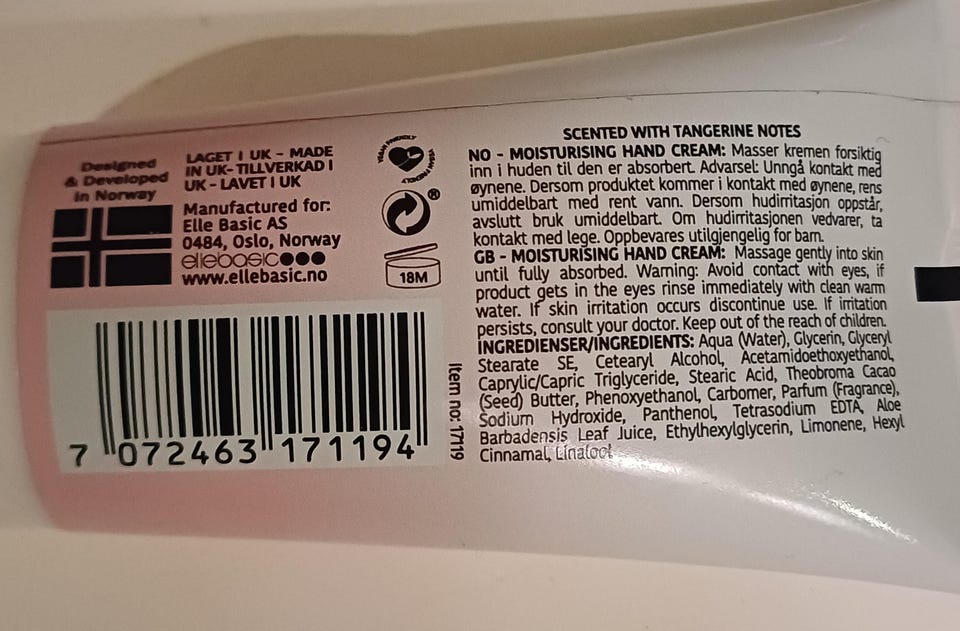 Designed
& Developed
in Norway
LAGET I UK - MADE
IN UK- TILLVERKAD I
UK - LAVET I UK
Manufactured for:
Elle Basic AS
0484, Oslo, Norway
ellebasic
www.ellebasic.no
VEGAN FRIENDLY
VEGAN FRIENDLY
®
18M
7 072463 171194
Item no: 17119
SCENTED WITH TANGERINE NOTES
NO - MOISTURISING HAND CREAM: Masser kremen forsiktig
inn i huden til den er absorbert. Advarsel: Unngå kontakt med
øynene. Dersom produktet kommer i kontakt med øynene, rens
umiddelbart med rent vann. Dersom hudirritasjon oppstår,
avslutt bruk umiddelbart. Om hudirritasjonen vedvarer, ta
kontakt med lege. Oppbevares utilgjengelig for barn.
GB - MOISTURISING HAND CREAM: Massage gently into skin
until fully absorbed. Warning: Avoid contact with eyes, if
product gets in the eyes rinse immediately with clean warm
water. If skin irritation occurs discontinue use. If irritation
persists, consult your doctor. Keep out of the reach of children.
INGREDIENSER/INGREDIENTS: Aqua (Water), Glycerin, Glyceryl
Stearate SE, Cetearyl Alcohol, Acetamidoethoxyethanol,
Caprylic/Capric Triglyceride, Stearic Acid, Theobroma Cacao
(Seed) Butter, Phenoxyethanol, Carbomer, Parfum (Fragrance),
Sodium Hydroxide, Panthenol, Tetrasodium EDTA, Aloe
Barbadensis Leaf Juice, Ethylhexylglycerin, Limonene, Hexyl
Cinnamal, Linalool